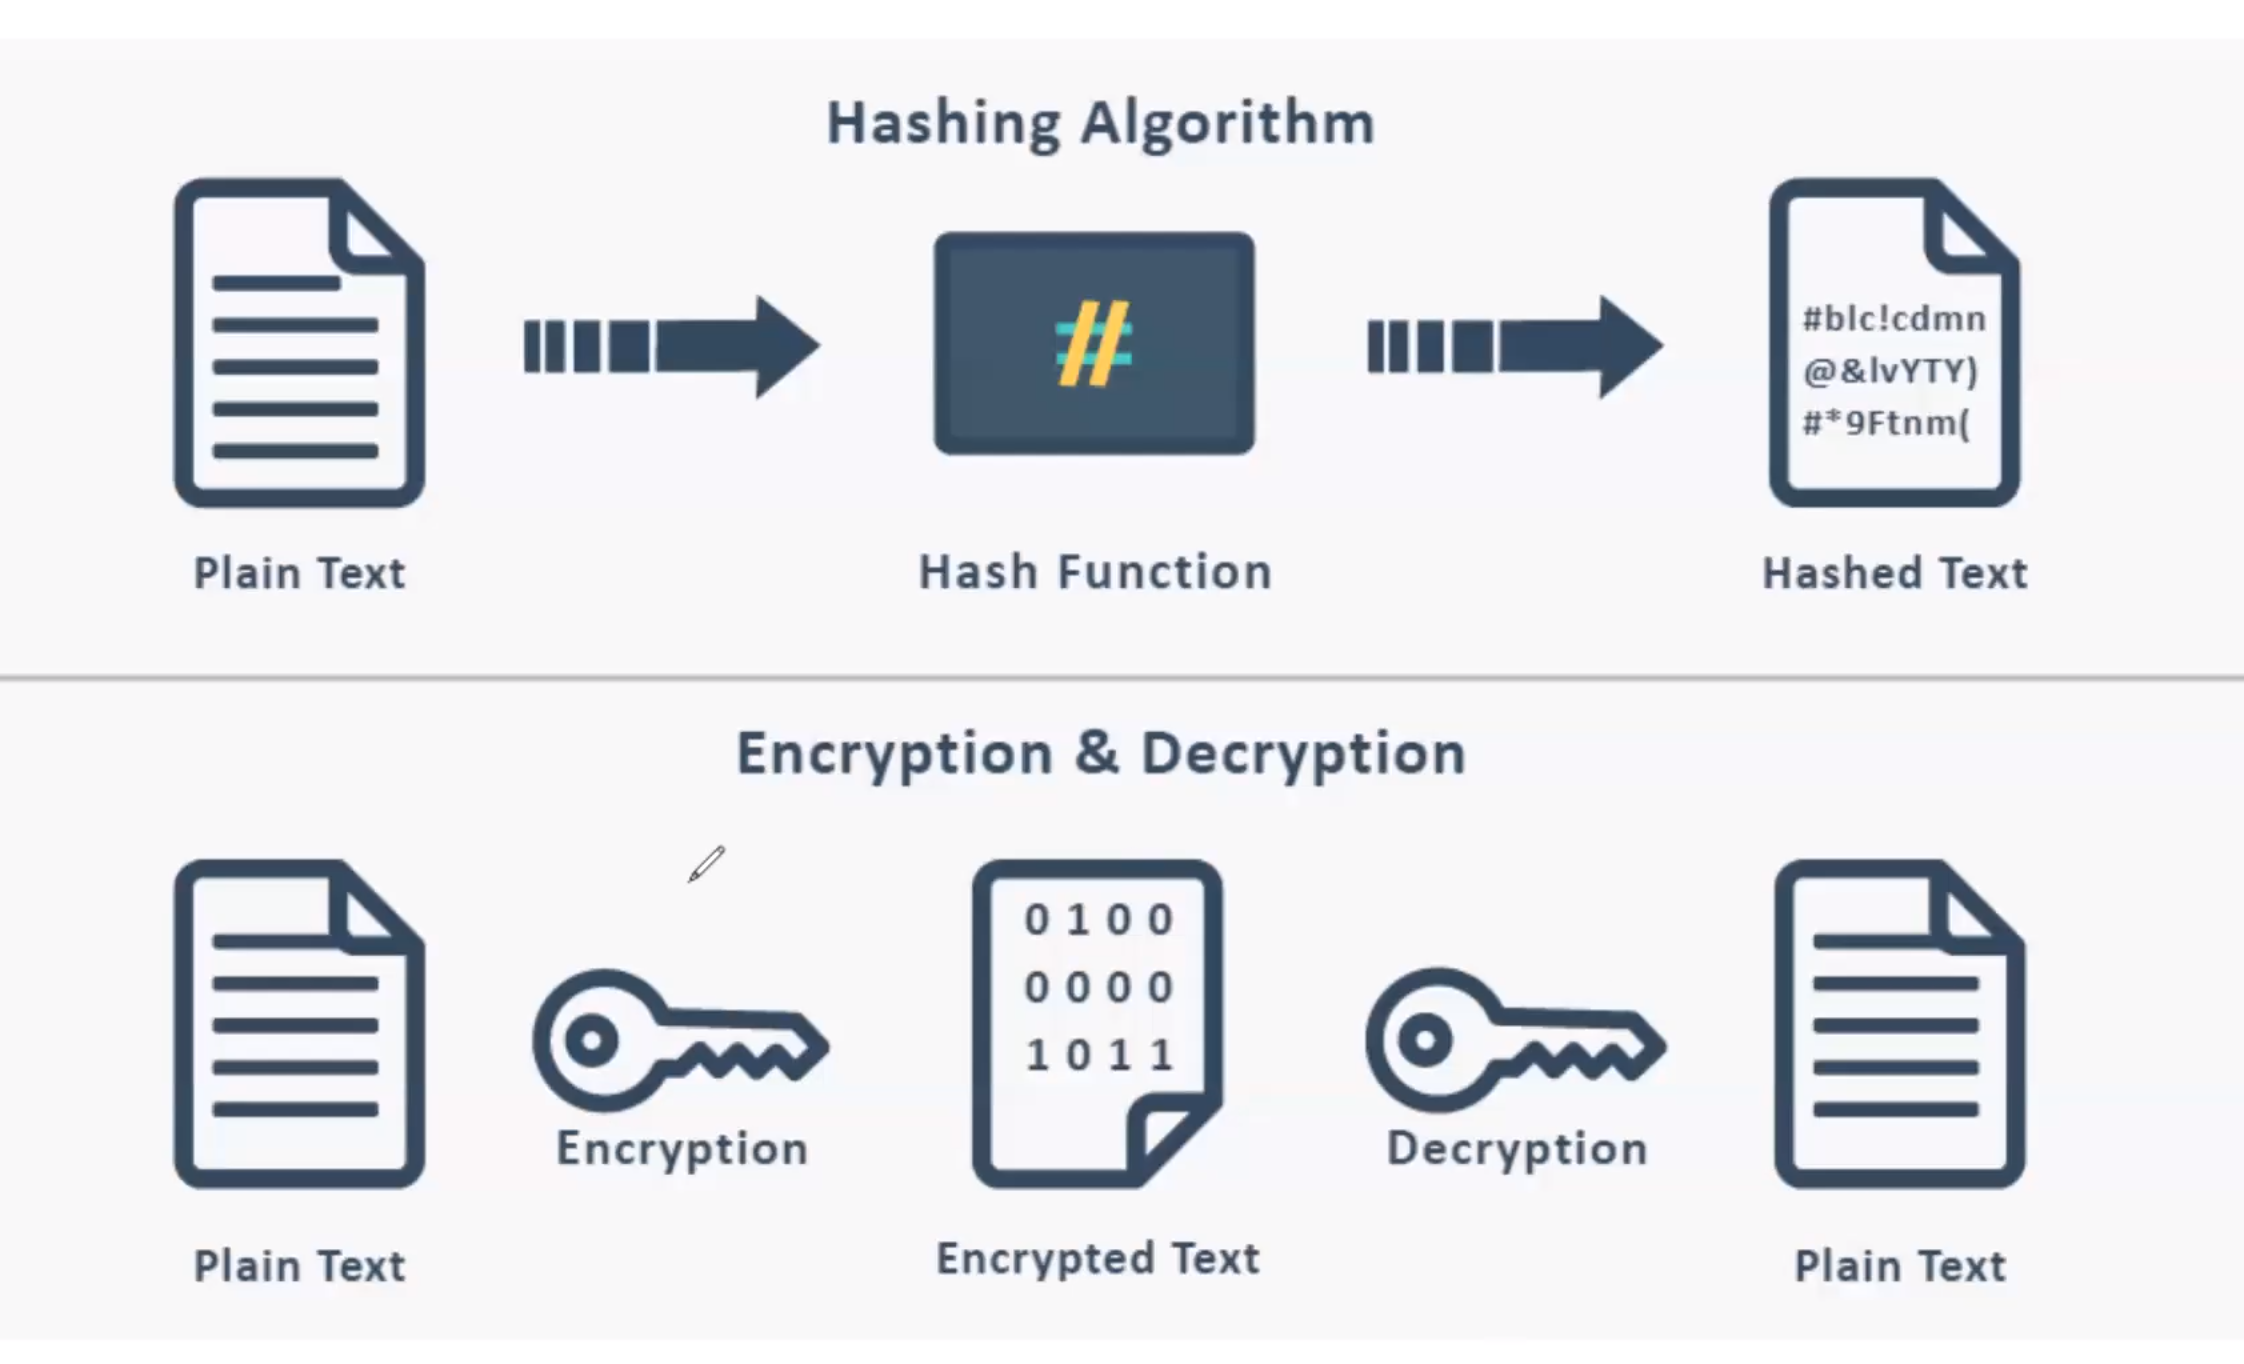 Hashing Algorithm
#
#blc!cdmn
@&lvYTY)
#*9Ftnm(
Plain Text
Hash Function
Hashed Text
Encryption & Decryption
0 1 0 0
0 0 0 0
1 0 1 1
Encryption
Decryption
Plain Text
Encrypted Text
Plain Text